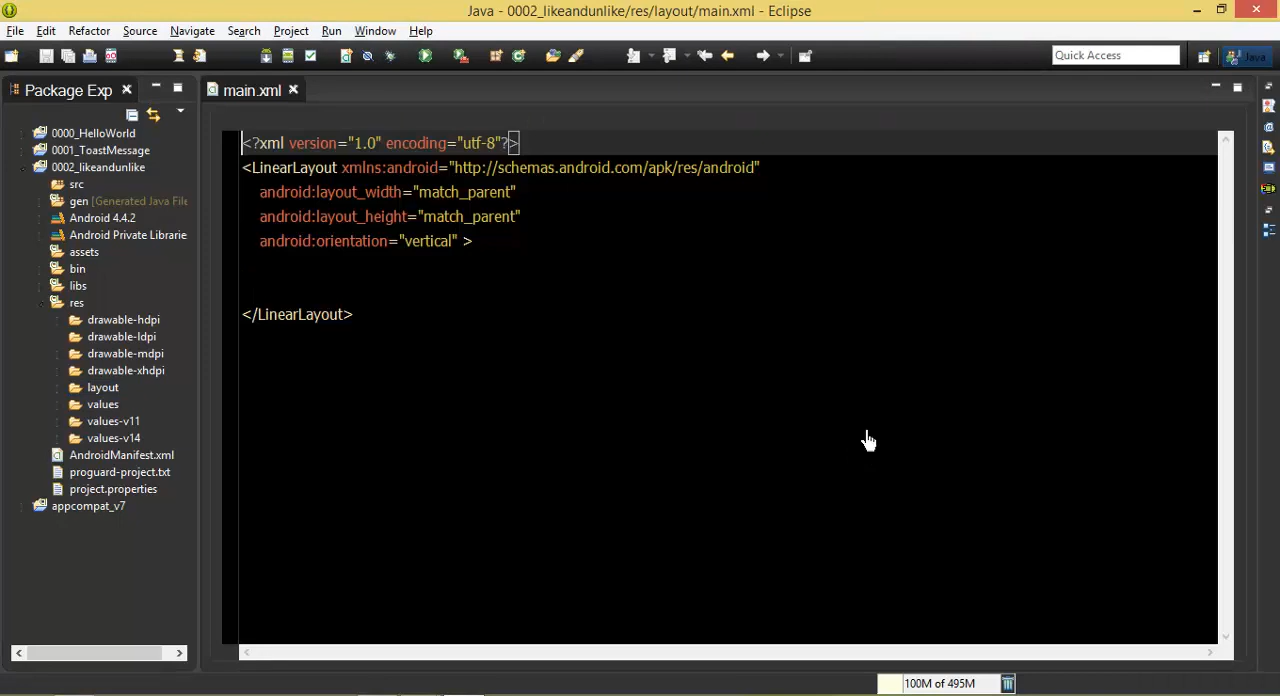 Java - 0002_likeandunlike/res/layout/main.xml - Eclipse
File Edit Refactor Source Navigate Search Project Run Window Help
Quick Access
Java
Package Exp
main.xml
0000_HelloWorld
0001_ToastMessage
0002_likeandunlike
src
gen [Generated Java File
Android 4.4.2
Android Private Librarie
assets
bin
libs
res
drawable-hdpi
drawable-ldpi
drawable-mdpi
drawable-xhdpi
layout
values
values-v11
values-v14
AndroidManifest.xml
proguard-project.txt
project.properties
appcompat_v7
<?xml version="1.0" encoding="utf-8"?>
<LinearLayout xmlns:android="http://schemas.android.com/apk/res/android"
android:layout_width="match_parent"
android:layout_height="match_parent"
android:orientation="vertical" >
</LinearLayout>
100M of 495M